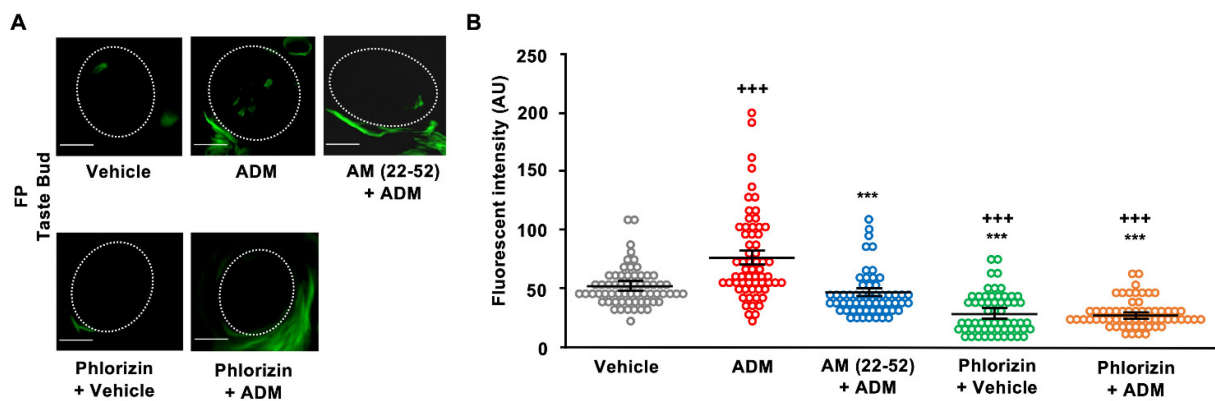 A
FP
Taste Bud
Vehicle
ADM
AM (22-52)
+ ADM
Phlorizin
+ Vehicle
Phlorizin
+ ADM
B
Fluorescent intensity (AU)
250
200
150
100
50
0
+++
***
+++
***
+++
***
Vehicle
ADM
AM (22-52)
+ ADM
Phlorizin
+ Vehicle
Phlorizin
+ ADM